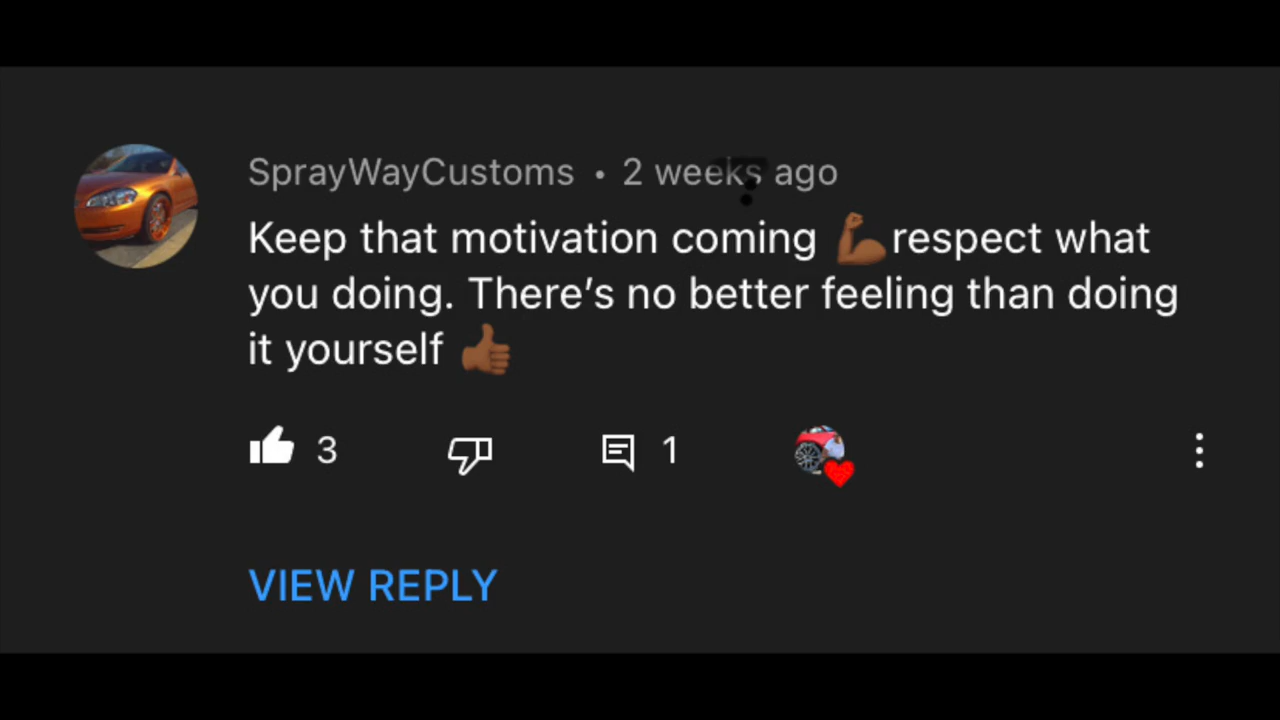 SprayWayCustoms • 2 weeks ago
Keep that motivation coming 💪🏾respect what
you doing. There’s no better feeling than doing
it yourself 👍🏾
3 1
VIEW REPLY